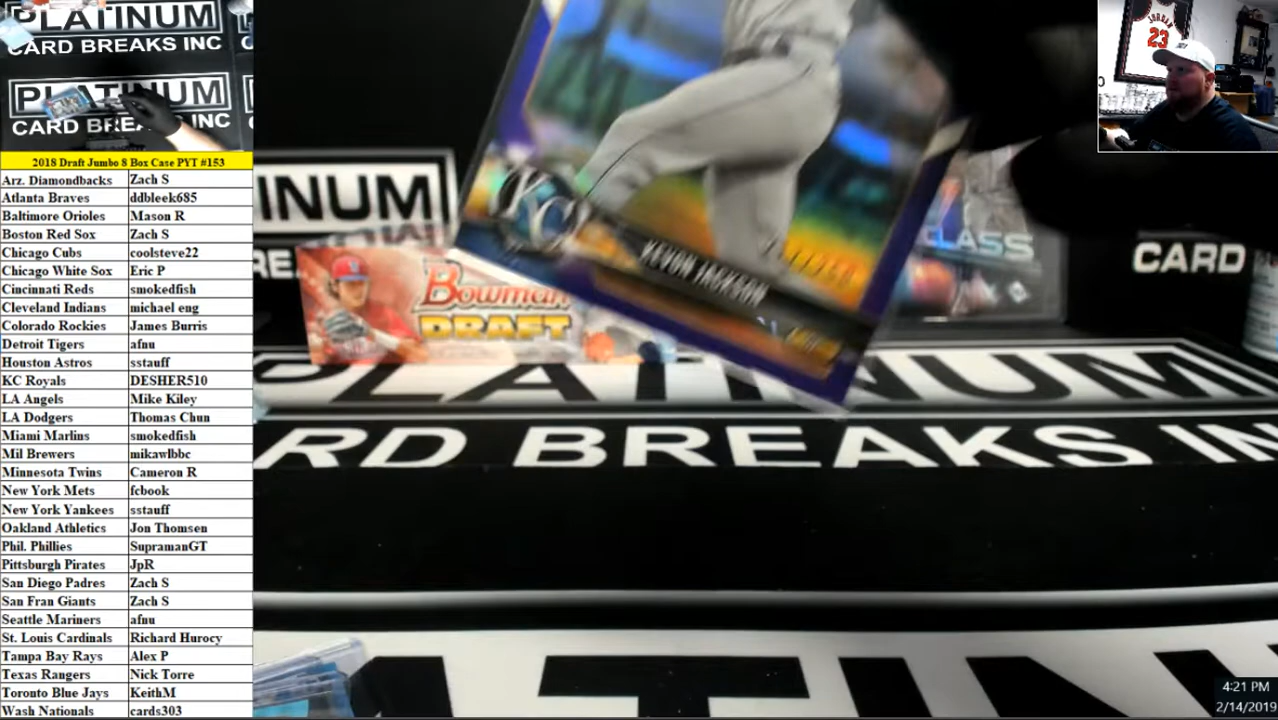 PLATINUM
CARD BREAKS INC
PLATINUM
CARD BREAKS INC
2018 Draft Jumbo 8 Box Case PYT #153
Arz. Diamondbacks Zach S
Atlanta Braves ddbleek685
Baltimore Orioles Mason R
Boston Red Sox Zach S
Chicago Cubs coolsteve22
Chicago White Sox Eric P
Cincinnati Reds smokedfish
Cleveland Indians michael eng
Colorado Rockies James Burris
Detroit Tigers afnu
Houston Astros sstauff
KC Royals DESHER510
LA Angels Mike Kiley
LA Dodgers Thomas Chun
Miami Marlins smokedfish
Mil Brewers mikawlbbc
Minnesota Twins Cameron R
New York Mets fcbook
New York Yankees sstauff
Oakland Athletics Jon Thomsen
Phil. Phillies SupramanGT
Pittsburgh Pirates JpR
San Diego Padres Zach S
San Fran Giants Zach S
Seattle Mariners afnu
St. Louis Cardinals Richard Hurocy
Tampa Bay Rays Alex P
Texas Rangers Nick Torre
Toronto Blue Jays KeithM
Wash Nationals cards303
INUM
KC
KEVON JACKSON
CLASS
CARD
Bowman
DRAFT
PLATINUM
RD BREAKS IN
JORDAN
23
4:21 PM
2/14/2019